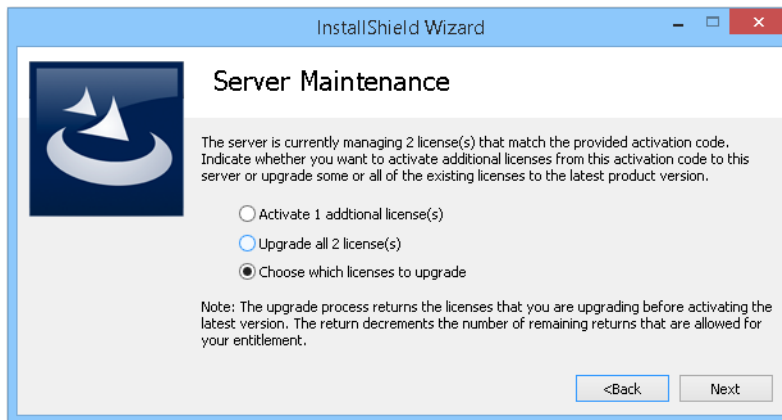 InstallShield Wizard
Server Maintenance
The server is currently managing 2 license(s) that match the provided activation code.
Indicate whether you want to activate additional licenses from this activation code to this
server or upgrade some or all of the existing licenses to the latest product version.
Activate 1 addtional license(s)
Upgrade all 2 license(s)
Choose which licenses to upgrade
Note: The upgrade process returns the licenses that you are upgrading before activating the
latest version. The return decrements the number of remaining returns that are allowed for
your entitlement.
<Back Next